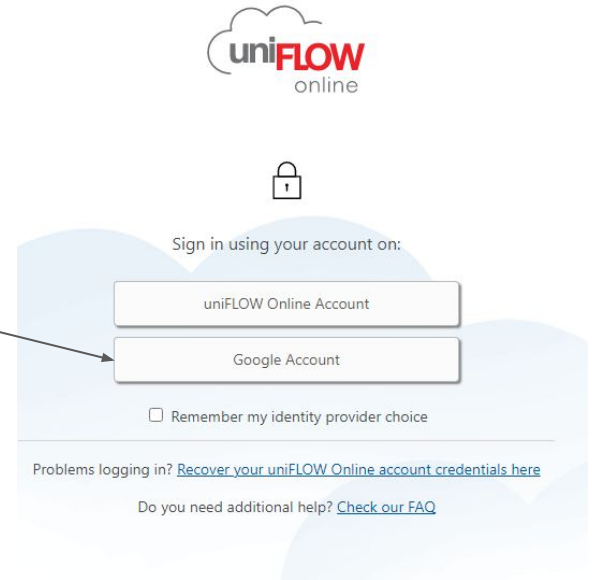 uniFLOW
online
Sign in using your account on:
uniFLOW Online Account
Google Account
Remember my identity provider choice
Problems logging in? Recover your uniFLOW Online account credentials here
Do you need additional help? Check our FAQ